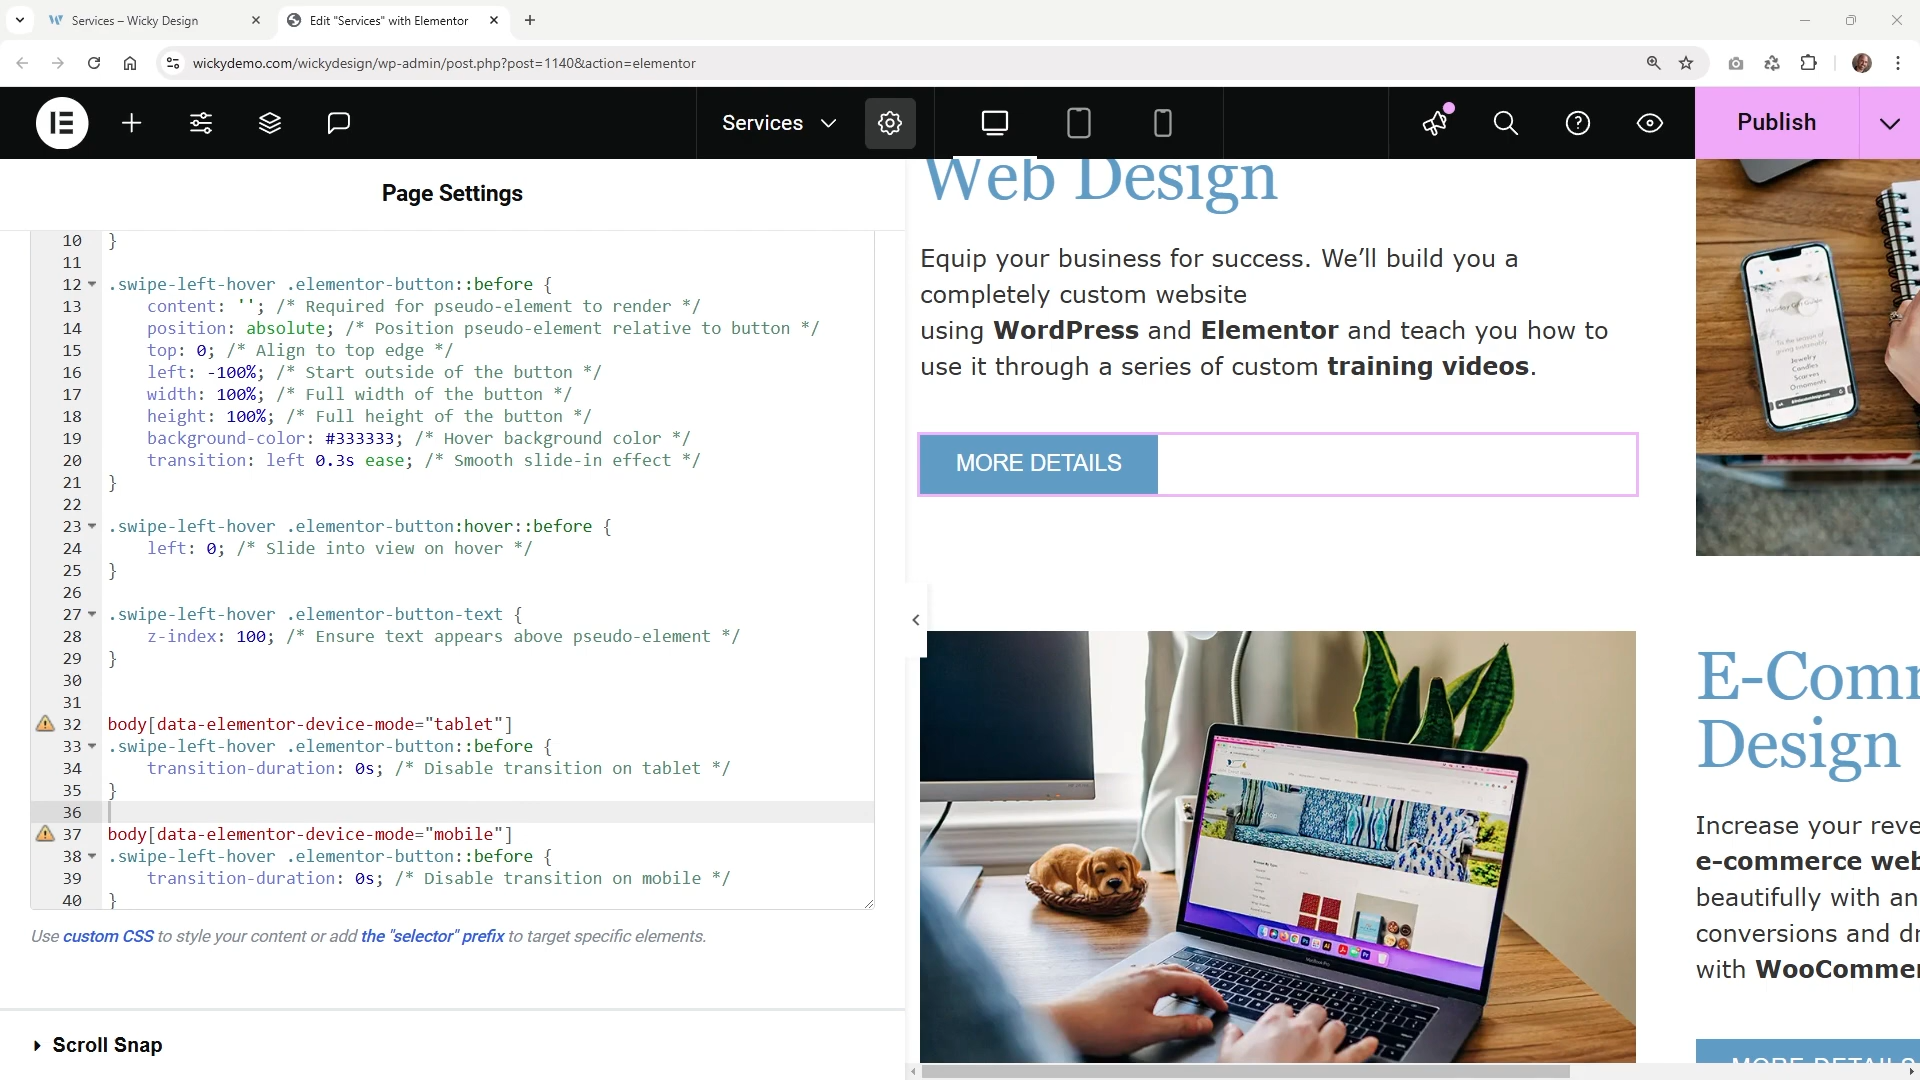 Services – Wicky Design
Edit "Services" with Elementor
wickydemo.com/wickydesign/wp-admin/post.php?post=1140&action=elementor
Services
Publish
Page Settings
10 }
11
12 .swipe-left-hover .elementor-button::before {
13 content: ''; /* Required for pseudo-element to render */
14 position: absolute; /* Position pseudo-element relative to button */
15 top: 0; /* Align to top edge */
16 left: -100%; /* Start outside of the button */
17 width: 100%; /* Full width of the button */
18 height: 100%; /* Full height of the button */
19 background-color: #333333; /* Hover background color */
20 transition: left 0.3s ease; /* Smooth slide-in effect */
21 }
22
23 .swipe-left-hover .elementor-button:hover::before {
24 left: 0; /* Slide into view on hover */
25 }
26
27 .swipe-left-hover .elementor-button-text {
28 z-index: 100; /* Ensure text appears above pseudo-element */
29 }
30
31
32 body[data-elementor-device-mode="tablet"]
33 .swipe-left-hover .elementor-button::before {
34 transition-duration: 0s; /* Disable transition on tablet */
35 }
36
37 body[data-elementor-device-mode="mobile"]
38 .swipe-left-hover .elementor-button::before {
39 transition-duration: 0s; /* Disable transition on mobile */
40 }
Use custom CSS to style your content or add the "selector" prefix to target specific elements.
Scroll Snap
Web Design
Equip your business for success. We’ll build you a
completely custom website
using WordPress and Elementor and teach you how to
use it through a series of custom training videos.
MORE DETAILS
E-Comm
Design
Increase your reve
e-commerce web
beautifully with an
conversions and dr
with WooCommer
MORE DETAILS